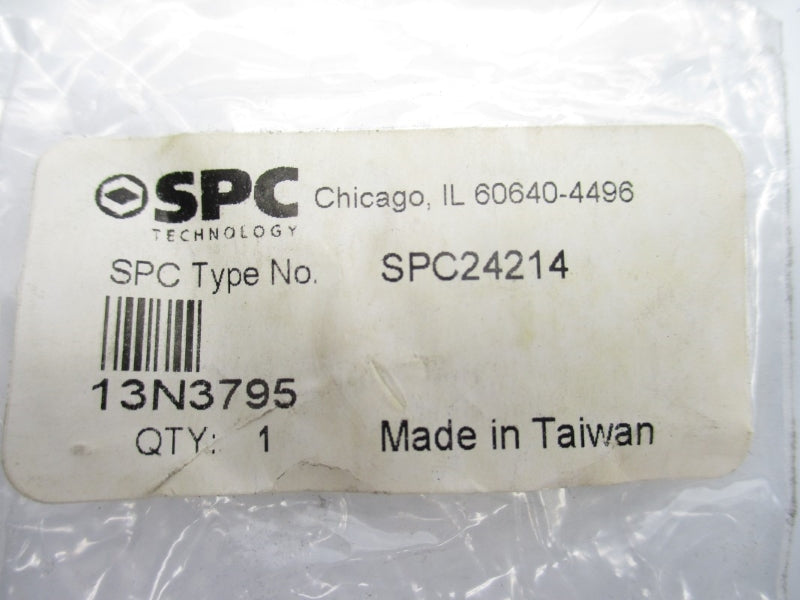 SPC Chicago, IL 60640-4496
TECHNOLOGY
SPC Type No. SPC24214
13N3795
QTY: 1 Made in Taiwan